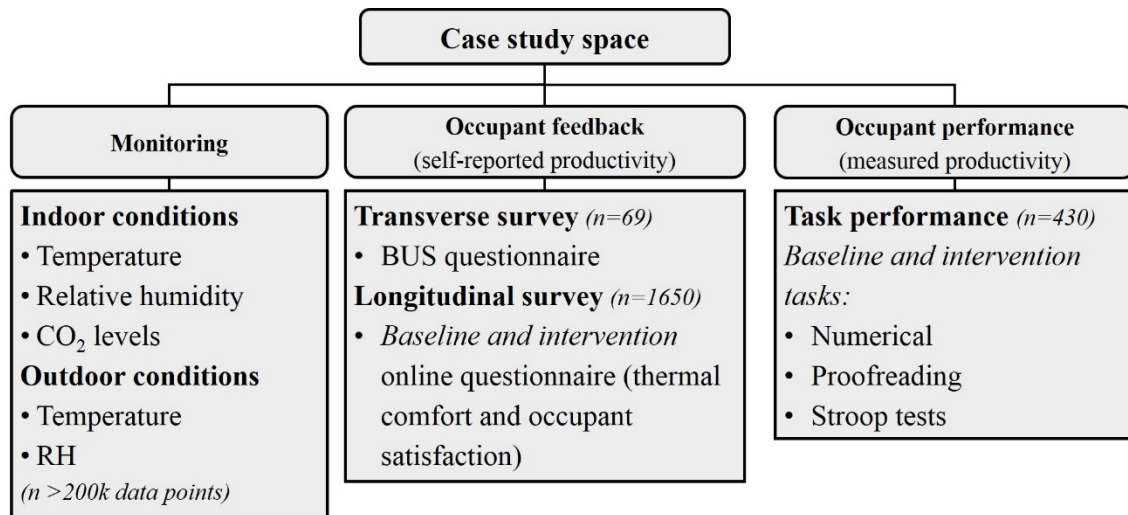 Case study space
Monitoring
Indoor conditions
• Temperature
• Relative humidity
• CO₂ levels
Outdoor conditions
• Temperature
• RH
(n >200k data points)
Occupant feedback
(self-reported productivity)
Transverse survey (n=69)
• BUS questionnaire
Longitudinal survey (n=1650)
• Baseline and intervention
online questionnaire (thermal
comfort and occupant
satisfaction)
Occupant performance
(measured productivity)
Task performance (n=430)
Baseline and intervention
tasks:
• Numerical
• Proofreading
• Stroop tests